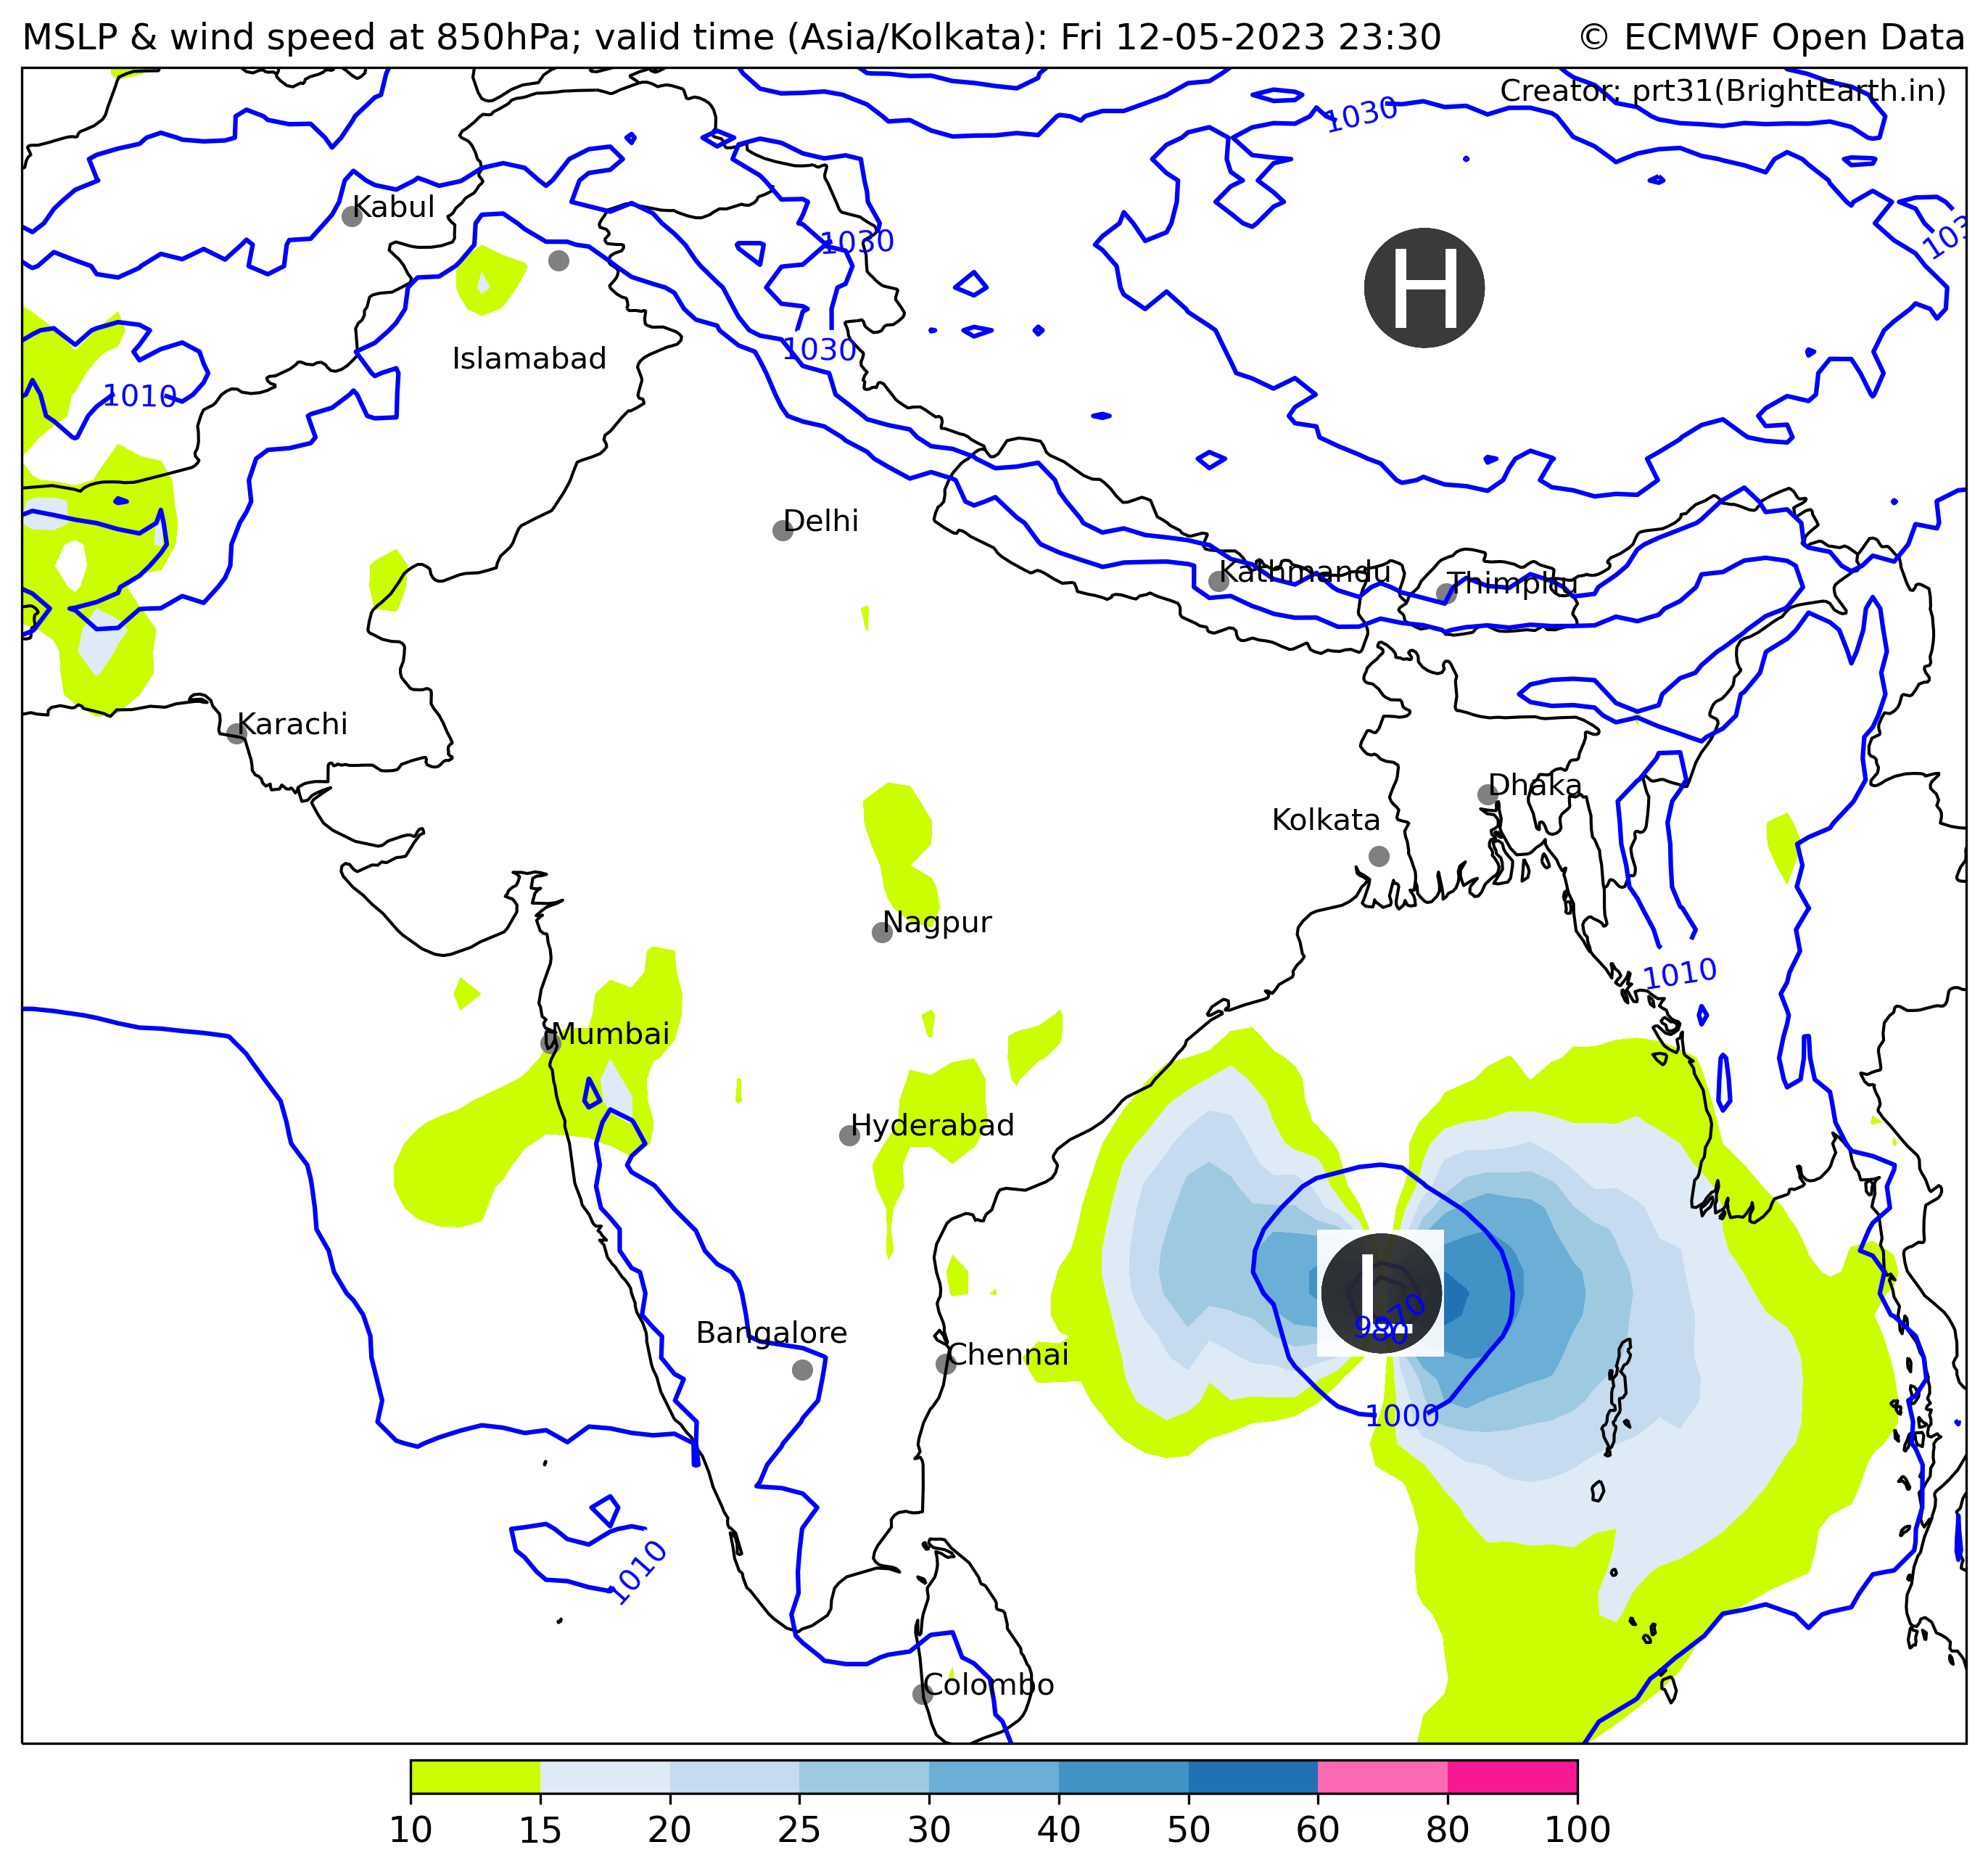 MSLP & wind speed at 850hPa; valid time (Asia/Kolkata): Fri 12-05-2023 23:30 © ECMWF Open Data
Creator: prt31(BrightEarth.in)
1030
Kabul
1030
1030
H
1030
Islamabad
1010
Delhi
Kathmandu
Thimphu
Karachi
Dhaka
Kolkata
Nagpur
1010
Mumbai
Hyderabad
L
970
980
Bangalore
Chennai
1000
1010
Colombo
10 15 20 25 30 40 50 60 80 100